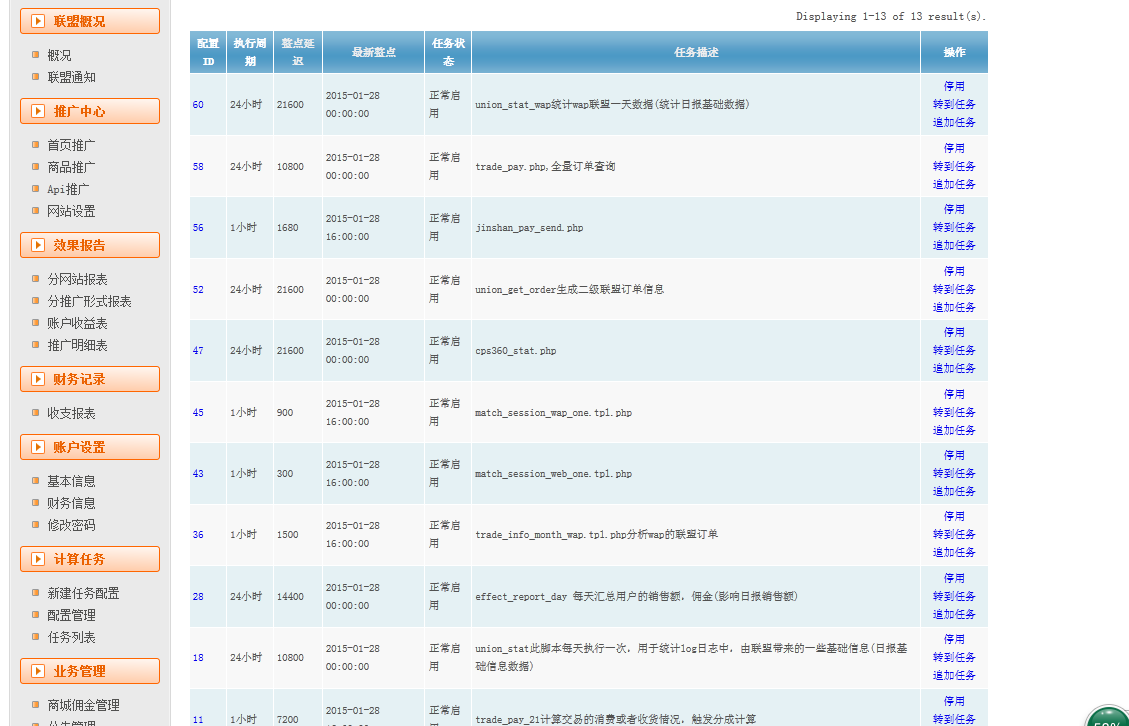 联盟概况
概况
联盟通知
推广中心
首页推广
商品推广
Api推广
网站设置
效果报告
分网站报表
分推广形式报表
账户收益表
推广明细表
财务记录
收支报表
账户设置
基本信息
财务信息
修改密码
计算任务
新建任务配置
配置管理
任务列表
业务管理
商城佣金管理
Displaying 1-13 of 13 result(s).
配置ID 执行周期 整点延迟 最新整点 任务状态 任务描述 操作
60 24小时 21600 2015-01-28 00:00:00 正常启用 union_stat_wap统计wap联盟一天数据(统计日报基础数据) 停用 转到任务 追加任务
58 24小时 10800 2015-01-28 00:00:00 正常启用 trade_pay.php,全量订单查询 停用 转到任务 追加任务
56 1小时 1680 2015-01-28 16:00:00 正常启用 jinshan_pay_send.php 停用 转到任务 追加任务
52 24小时 21600 2015-01-28 00:00:00 正常启用 union_get_order生成二级联盟订单信息 停用 转到任务 追加任务
47 24小时 21600 2015-01-28 00:00:00 正常启用 cps360_stat.php 停用 转到任务 追加任务
45 1小时 900 2015-01-28 16:00:00 正常启用 match_session_wap_one.tpl.php 停用 转到任务 追加任务
43 1小时 300 2015-01-28 16:00:00 正常启用 match_session_web_one.tpl.php 停用 转到任务 追加任务
36 1小时 1500 2015-01-28 16:00:00 正常启用 trade_info_month_wap.tpl.php分析wap的联盟订单 停用 转到任务 追加任务
28 24小时 14400 2015-01-28 00:00:00 正常启用 effect_report_day 每天汇总用户的销售额，佣金(影响日报销售额) 停用 转到任务 追加任务
18 24小时 10800 2015-01-28 00:00:00 正常启用 union_stat此脚本每天执行一次，用于统计log日志中，由联盟带来的一些基础信息(日报基础信息数据) 停用 转到任务 追加任务
11 1小时 7200 2015-01-28 正常启 trade_pay_21计算交易的消费或者收货情况，触发分成计算 停用 转到任务